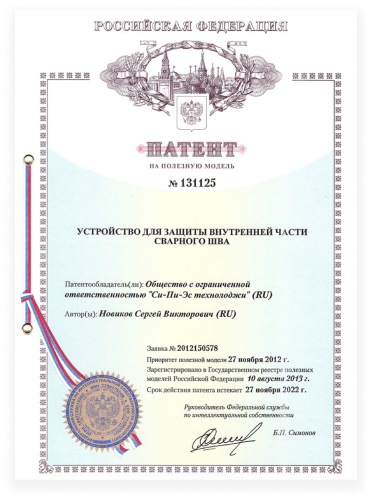 РОССИЙСКАЯ ФЕДЕРАЦИЯ
ПАТЕНТ
НА ПОЛЕЗНУЮ МОДЕЛЬ
№ 131125
УСТРОЙСТВО ДЛЯ ЗАЩИТЫ ВНУТРЕННЕЙ ЧАСТИ
СВАРНОГО ШВА
Патентообладатель(ли): Общество с ограниченной
ответственностью "Си-Пи-Эс технолоджи" (RU)
Автор(ы): Новиков Сергей Викторович (RU)
Заявка № 2012150578
Приоритет полезной модели 27 ноября 2012 г.
Зарегистрировано в Государственном реестре полезных
моделей Российской Федерации 10 августа 2013 г.
Срок действия патента истекает 27 ноября 2022 г.
Руководитель Федеральной службы
по интеллектуальной собственности
Б.П. Симонов